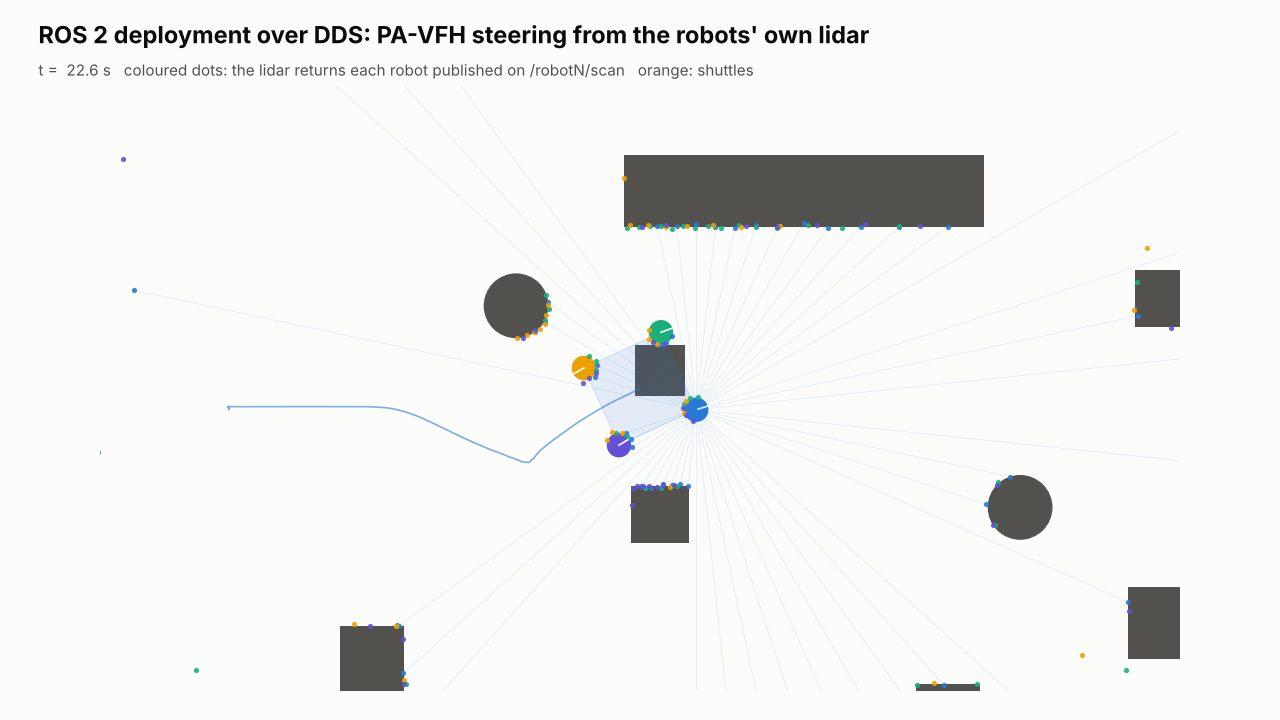 ROS 2 deployment over DDS: PA-VFH steering from the robots' own lidar
t =  22.6 s   coloured dots: the lidar returns each robot published on /robotN/scan   orange: shuttles